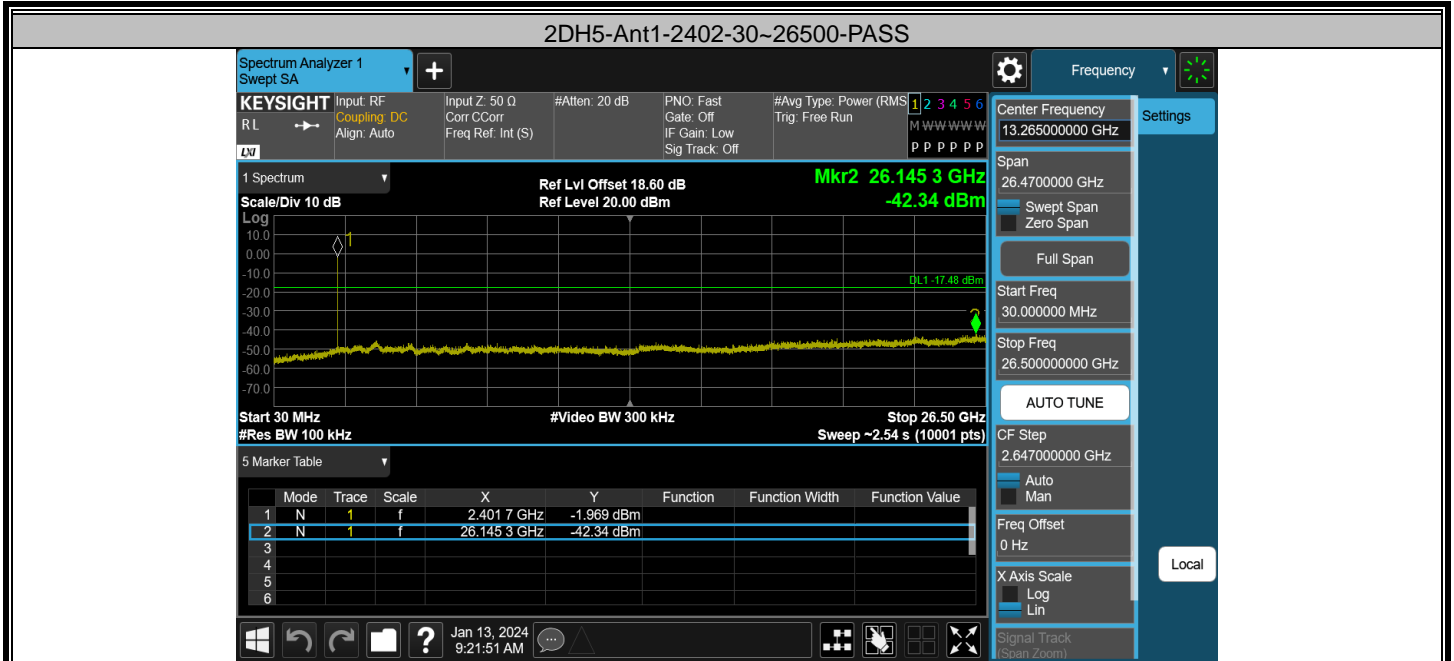 2DH5-Ant1-2402-30~26500-PASS
Spectrum Analyzer 1
Swept SA
+
Frequency
KEYSIGHT
RL
LXI
Input: RF
Coupling: DC
Align: Auto
Input Z: 50 Ω
Corr CCorr
Freq Ref: Int (S)
#Atten: 20 dB
PNO: Fast
Gate: Off
IF Gain: Low
Sig Track: Off
#Avg Type: Power (RMS
Trig: Free Run
1 2 3 4 5 6
M W W W W W
P P P P P P
1 Spectrum
Scale/Div 10 dB
Ref Lvl Offset 18.60 dB
Ref Level 20.00 dBm
Mkr2 26.145 3 GHz
-42.34 dBm
Log
10.0
0.00
-10.0
-20.0
-30.0
-40.0
-50.0
-60.0
-70.0
1
DL1 -17.48 dBm
Start 30 MHz
#Video BW 300 kHz
Stop 26.50 GHz
#Res BW 100 kHz
Sweep ~2.54 s (10001 pts)
5 Marker Table
Mode Trace Scale X Y Function Function Width Function Value
1 N 1 f 2.401 7 GHz -1.969 dBm
2 N 1 f 26.145 3 GHz -42.34 dBm
3
4
5
6
Center Frequency
13.265000000 GHz
Span
26.4700000 GHz
Swept Span
Zero Span
Full Span
Start Freq
30.000000 MHz
Stop Freq
26.500000000 GHz
AUTO TUNE
CF Step
2.647000000 GHz
Auto
Man
Freq Offset
0 Hz
X Axis Scale
Log
Lin
Signal Track
(Span Zoom)
Settings
Local
?
Jan 13, 2024
9:21:51 AM